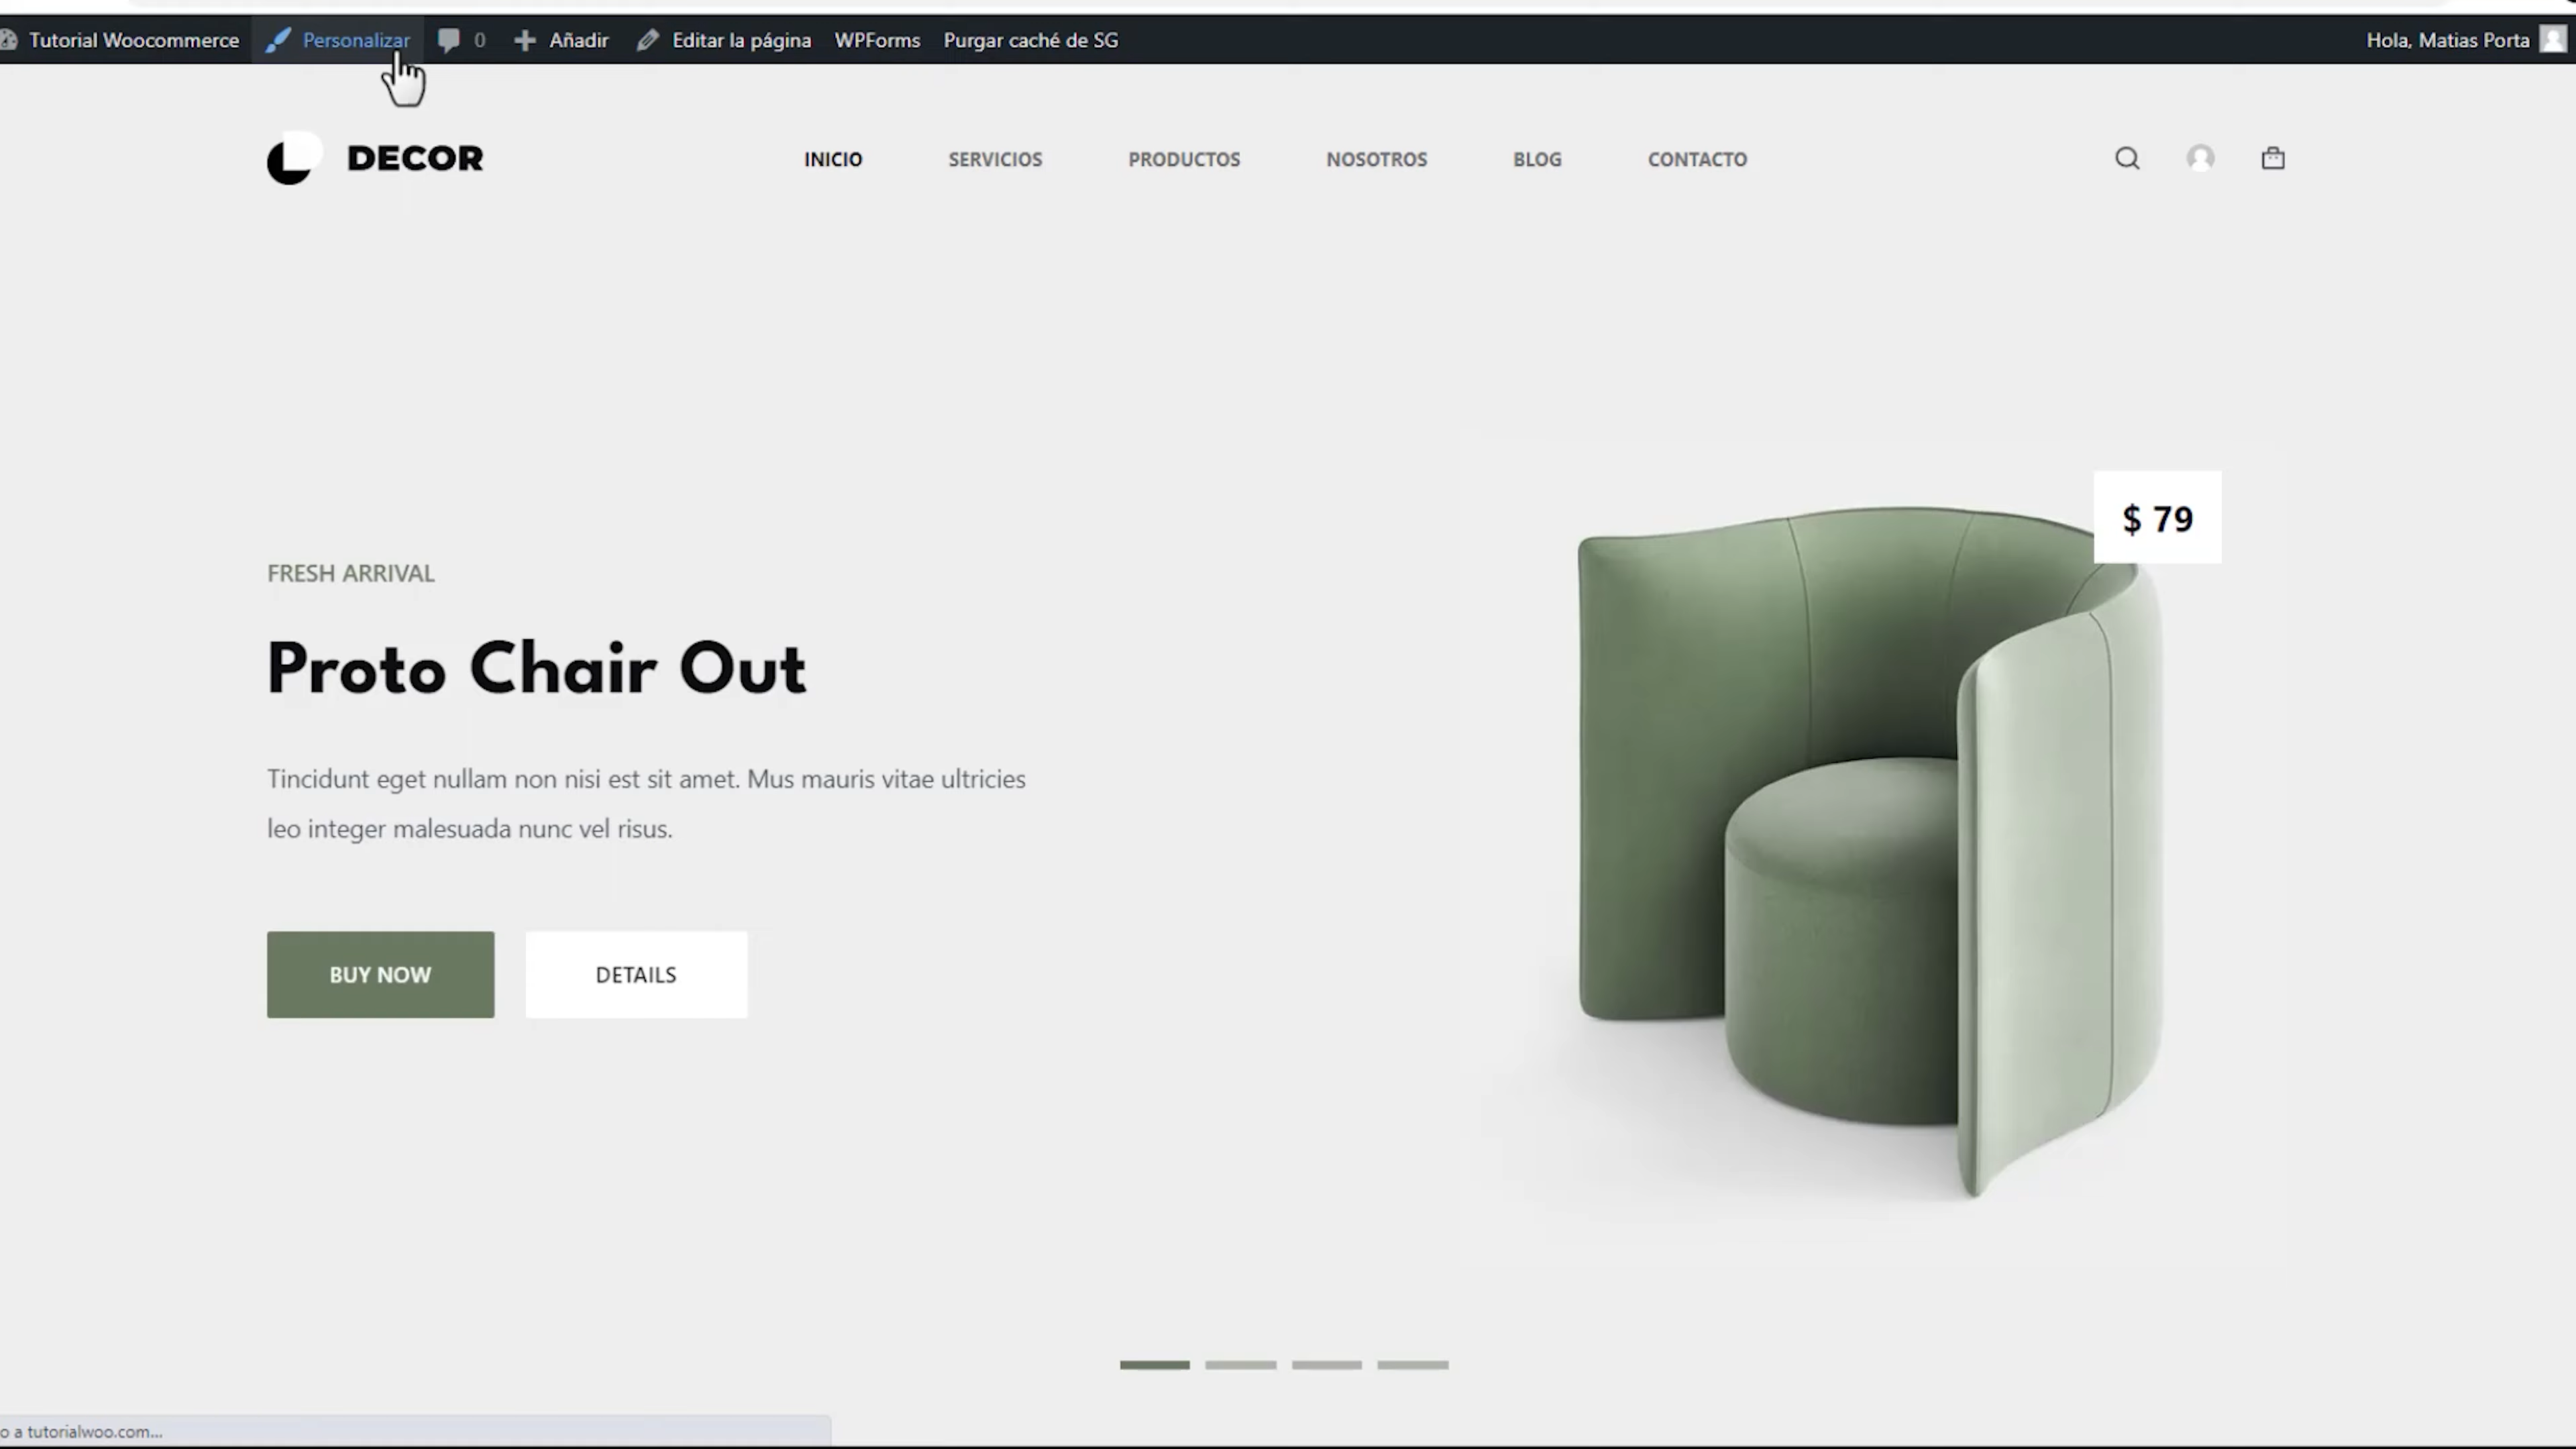 Tutorial Woocommerce Personalizar 0 Añadir Editar la página WPForms Purgar caché de SG Hola, Matias Porta
DECOR INICIO SERVICIOS PRODUCTOS NOSOTROS BLOG CONTACTO
$ 79
FRESH ARRIVAL
Proto Chair Out
Tincidunt eget nullam non nisi est sit amet. Mus mauris vitae ultricies
leo integer malesuada nunc vel risus.
BUY NOW DETAILS
o a tutorialwoo.com...